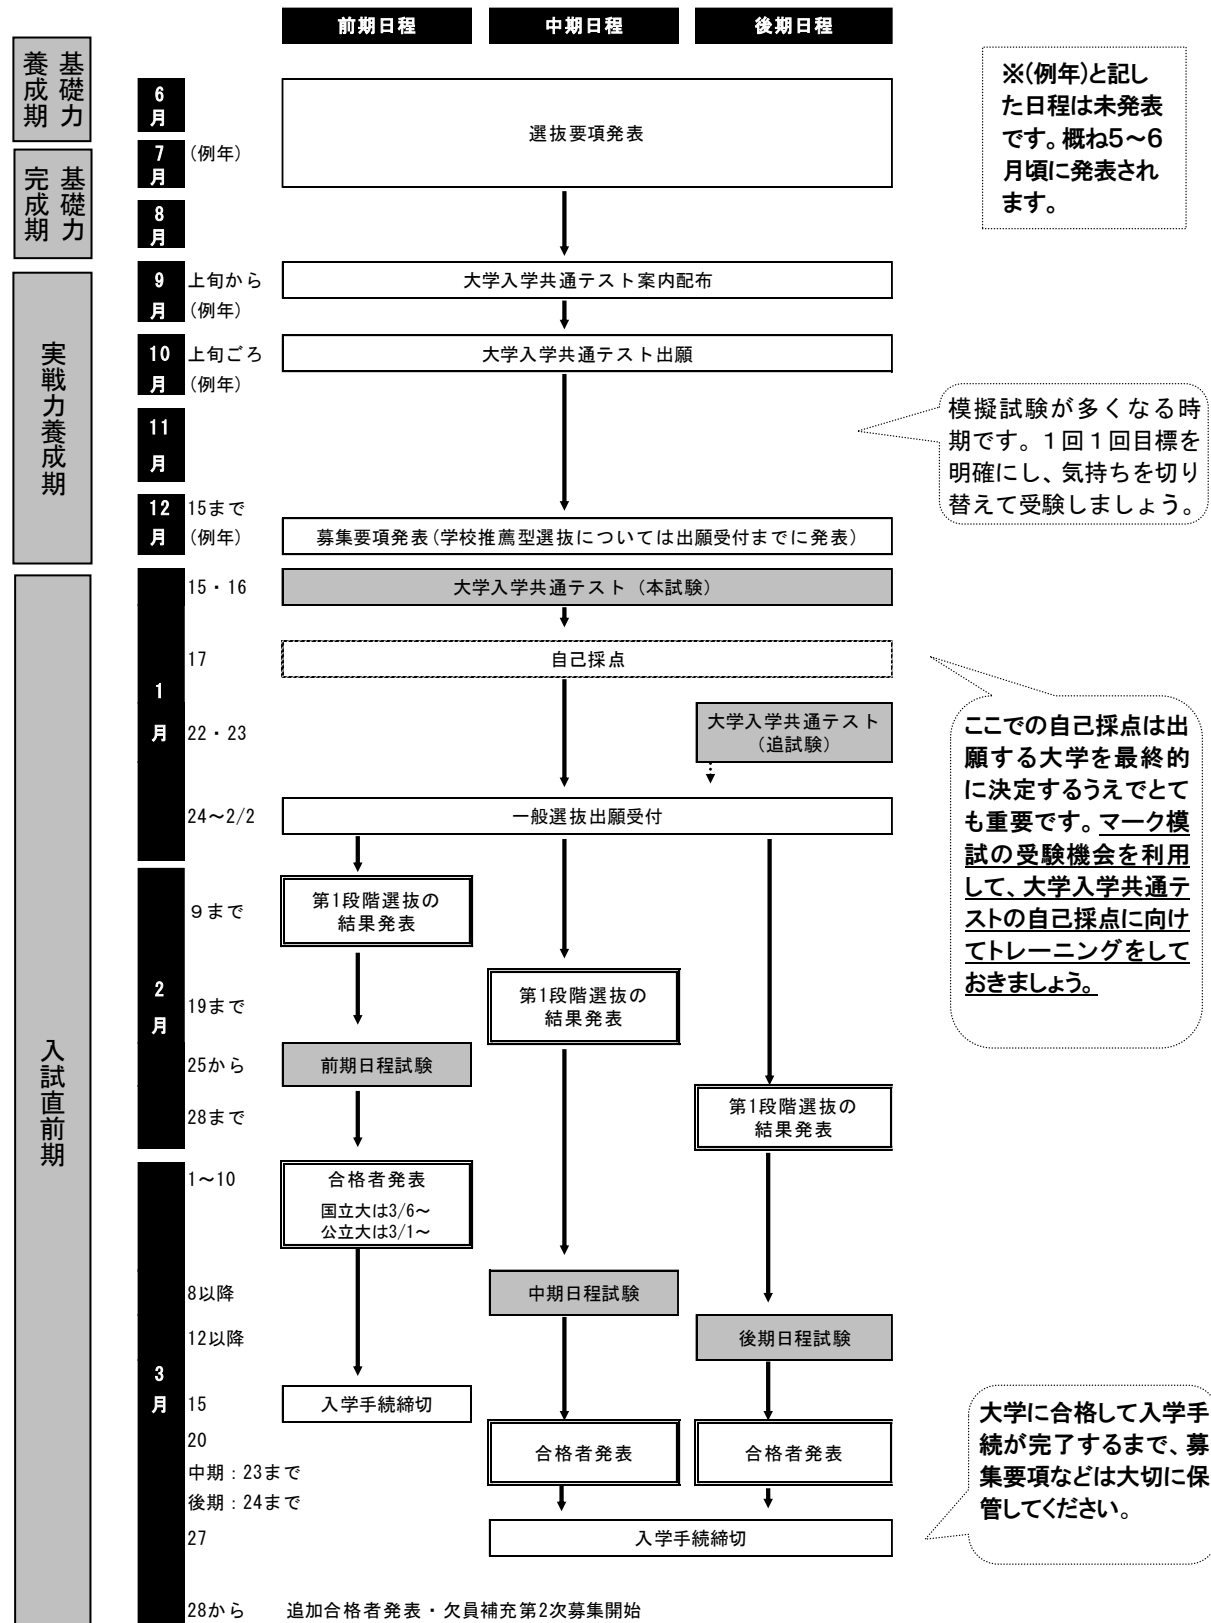 前期日程
中期日程
後期日程
基礎力
養成期
基礎力
完成期
実戦力養成期
入試直前期
6
月
選抜要項発表
7
月
(例年)
8
月
※(例年)と記し
た日程は未発表
です。概ね5～6
月頃に発表され
ます。
9
月
上旬から
(例年)
大学入学共通テスト案内配布
10
月
上旬ごろ
(例年)
大学入学共通テスト出願
11
月
模擬試験が多くなる時
期です。1回1回目標を
明確にし、気持ちを切り
替えて受験しましょう。
12
月
15まで
(例年)
募集要項発表(学校推薦型選抜については出願受付までに発表)
1
月
15・16
大学入学共通テスト（本試験）
17
自己採点
22・23
大学入学共通テスト
（追試験）
24～2/2
一般選抜出願受付
ここでの自己採点は出
願する大学を最終的
に決定するうえでとて
も重要です。マーク模
試の受験機会を利用
して、大学入学共通テ
ストの自己採点に向け
てトレーニングをして
おきましょう。
2
月
9まで
第1段階選抜の
結果発表
19まで
第1段階選抜の
結果発表
25から
前期日程試験
28まで
第1段階選抜の
結果発表
3
月
1～10
合格者発表
国立大は3/6～
公立大は3/1～
8以降
中期日程試験
12以降
後期日程試験
15
入学手続締切
20
中期：23まで
後期：24まで
合格者発表
合格者発表
27
入学手続締切
大学に合格して入学手
続が完了するまで、募
集要項などは大切に保
管してください。
28から
追加合格者発表・欠員補充第2次募集開始